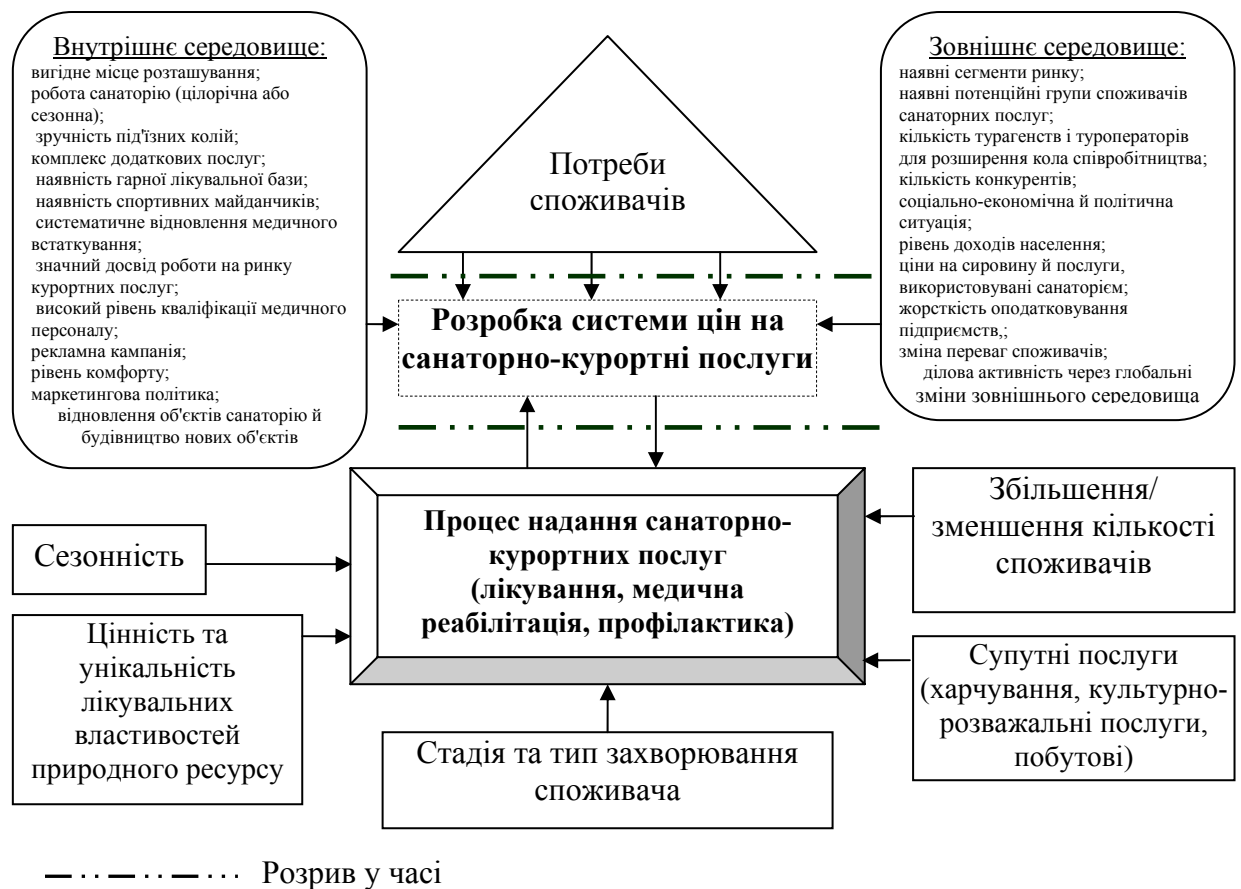 Внутрішнє середовище:
вигідне місце розташування;
робота санаторію (цілорічна або
сезонна);
зручність під'їзних колій;
комплекс додаткових послуг;
наявність гарної лікувальної бази;
наявність спортивних майданчиків;
систематичне відновлення медичного
встаткування;
значний досвід роботи на ринку
курортних послуг;
високий рівень кваліфікації медичного
персоналу;
рекламна кампанія;
рівень комфорту;
маркетингова політика;
відновлення об'єктів санаторію й
будівництво нових об'єктів
Потреби
споживачів
Зовнішнє середовище:
наявні сегменти ринку;
наявні потенційні групи споживачів
санаторних послуг;
кількість турагенств і туроператорів
для розширення кола співробітництва;
кількість конкурентів;
соціально-економічна й політична
ситуація;
рівень доходів населення;
ціни на сировину й послуги,
використовувані санаторієм;
жорсткість оподатковування
підприємств,;
зміна переваг споживачів;
ділова активність через глобальні
зміни зовнішнього середовища
Розробка системи цін на
санаторно-курортні послуги
Процес надання санаторно-
курортних послуг
(лікування, медична
реабілітація, профілактика)
Сезонність
Цінність та
унікальність
лікувальних
властивостей
природного ресурсу
Стадія та тип захворювання
споживача
Збільшення/
зменшення кількості
споживачів
Супутні послуги
(харчування, культурно-
розважальні послуги,
побутові)
Розрив у часі